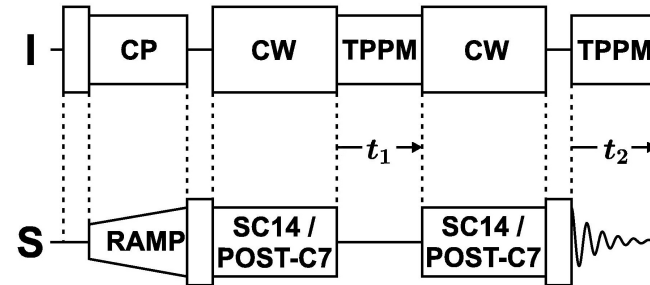 I
CP
CW
TPPM
CW
TPPM
t1
t2
S
RAMP
SC14 /
POST-C7
SC14 /
POST-C7